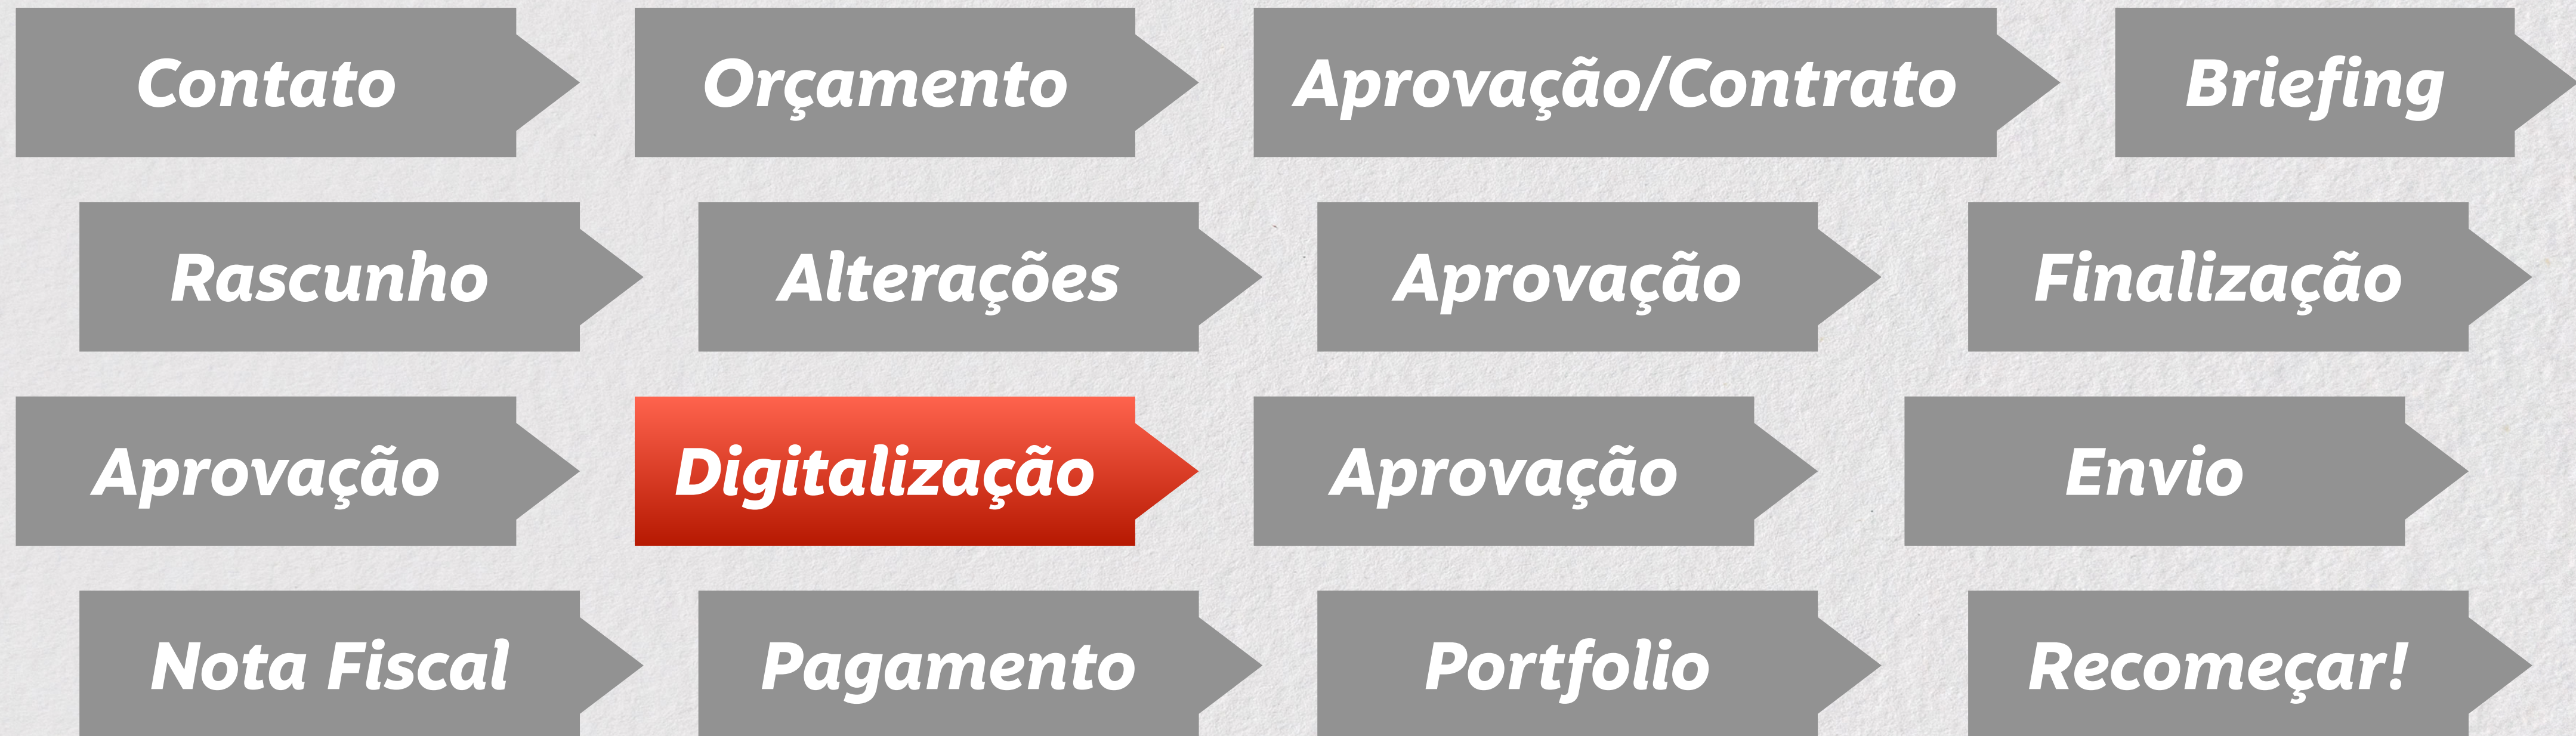 Contato Orçamento Aprovação/Contrato Briefing
Rascunho Alterações Aprovação Finalização
Aprovação Digitalização Aprovação Envio
Nota Fiscal Pagamento Portfolio Recomeçar!